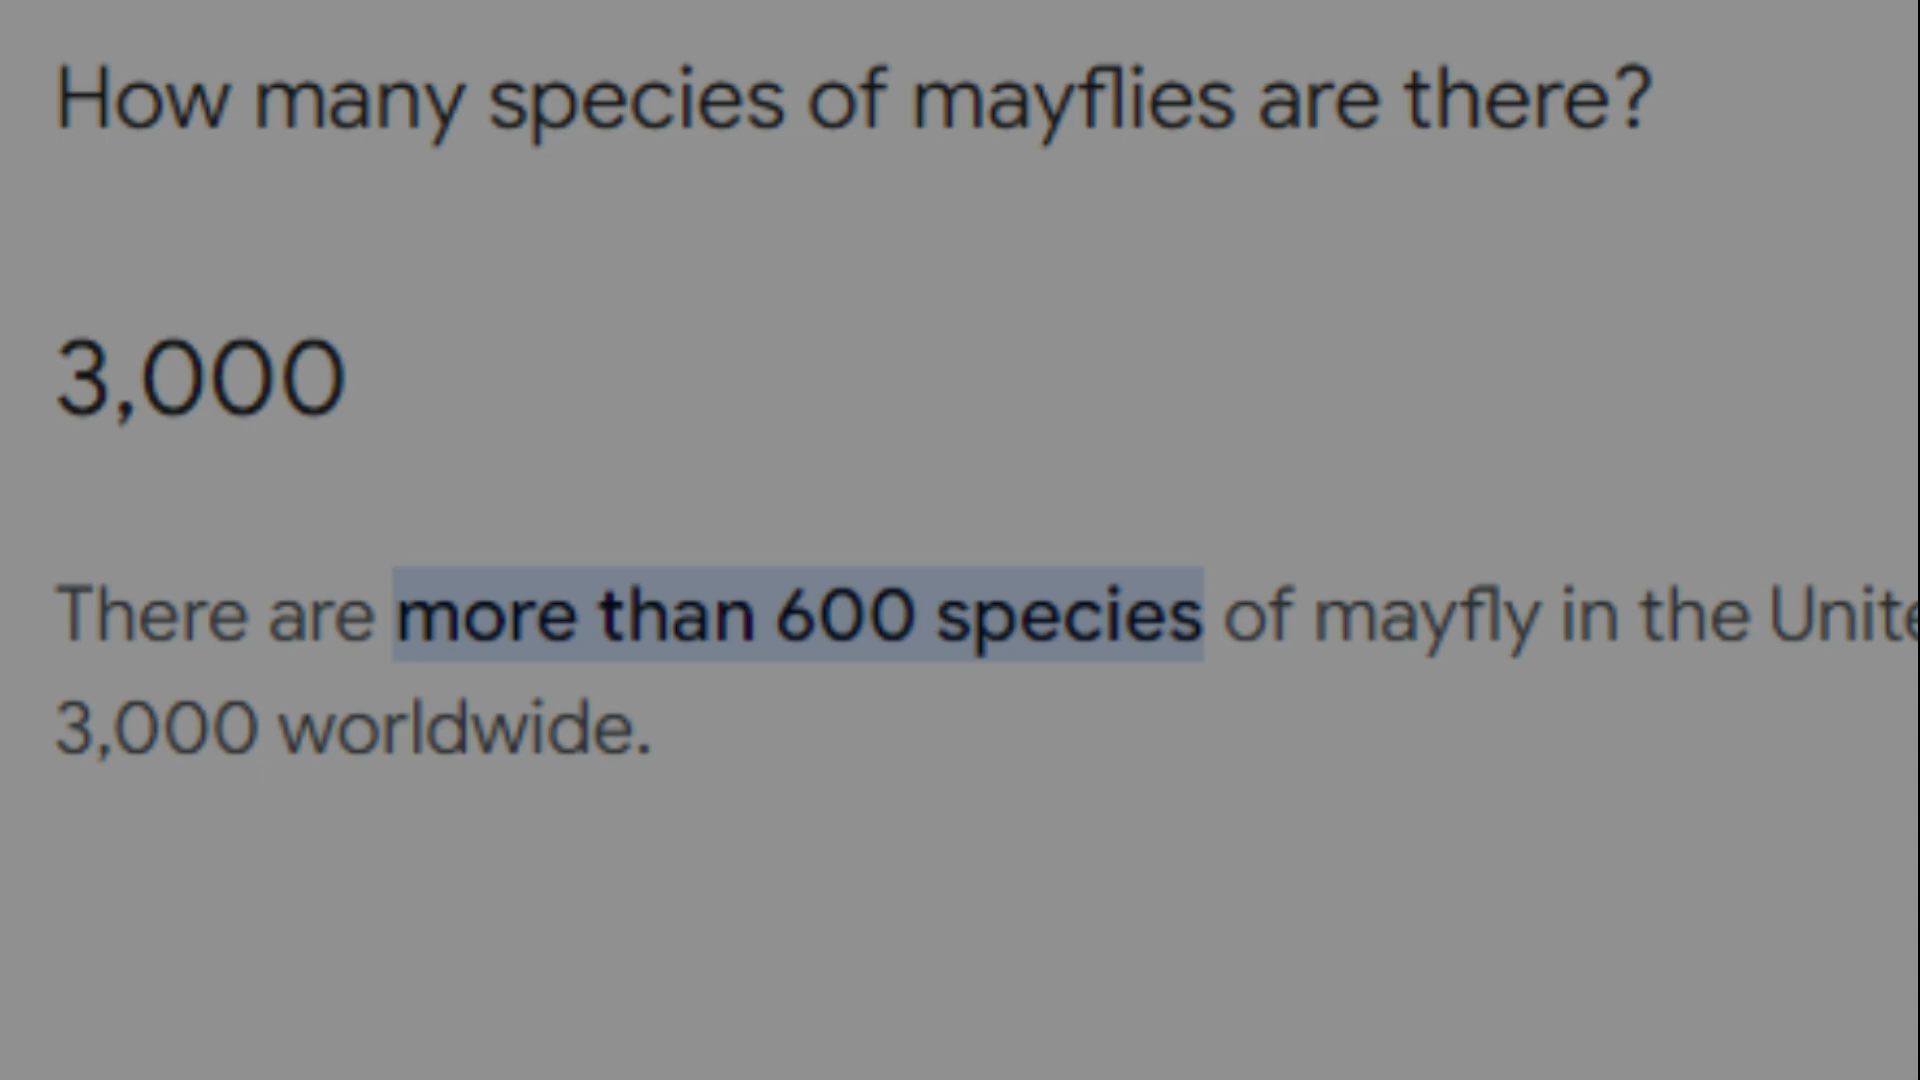 How many species of mayflies are there?
3,000
There are more than 600 species of mayfly in the
3,000 worldwide.